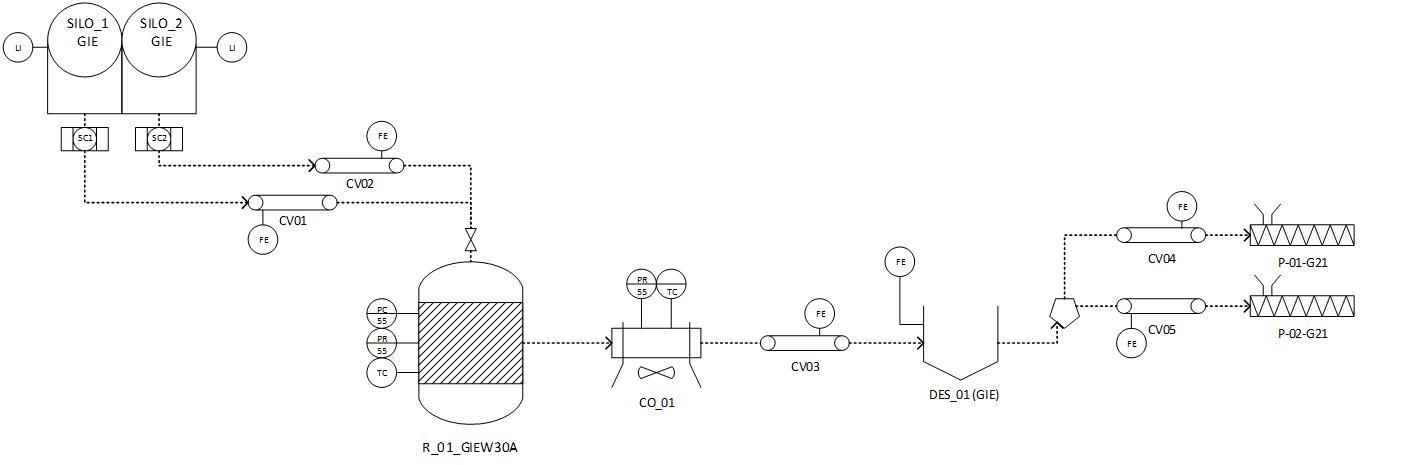 SILO_1
GIE
SILO_2
GIE
LI
LI
SC1
SC2
FE
CV02
CV01
FE
PC
55
PR
55
TC
R_01_GIEW30A
PR
55
TC
CO_01
FE
CV03
FE
DES_01 (GIE)
FE
CV04
P-01-G21
CV05
FE
P-02-G21